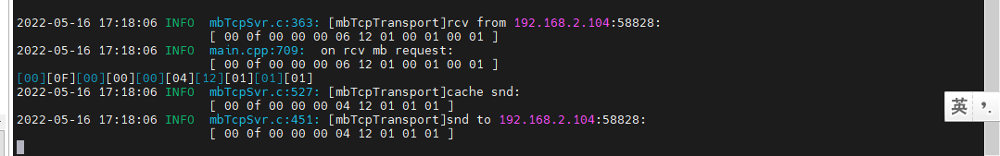 2022-05-16 17:18:06 INFO  mbTcpSvr.c:363: [mbTcpTransport]rcv from 192.168.2.104:58828:
[ 00 0f 00 00 00 06 12 01 00 01 00 01 ]
2022-05-16 17:18:06 INFO  main.cpp:709:  on rcv mb request:
[ 00 0f 00 00 00 06 12 01 00 01 00 01 ]
[00][0F][00][00][00][04][12][01][01][01]
2022-05-16 17:18:06 INFO  mbTcpSvr.c:527: [mbTcpTransport]cache snd:
[ 00 0f 00 00 00 04 12 01 01 01 ]
2022-05-16 17:18:06 INFO  mbTcpSvr.c:451: [mbTcpTransport]snd to 192.168.2.104:58828:
[ 00 0f 00 00 00 04 12 01 01 01 ]
英